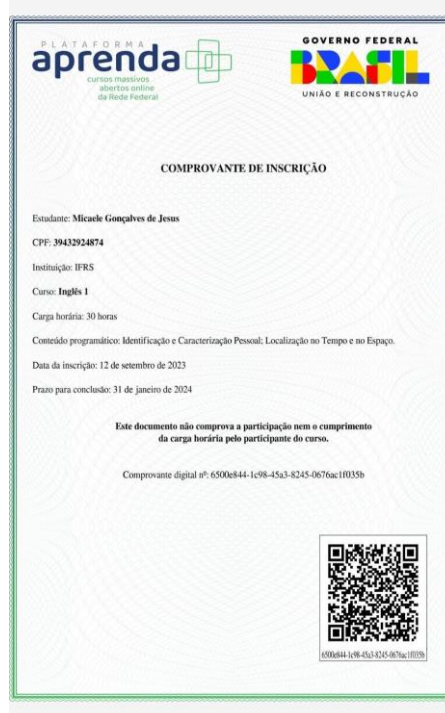 PLATAFORMA
aprenda
cursos massivos
abertos online
da Rede Federal
GOVERNO FEDERAL
BRASIL
UNIÃO E RECONSTRUÇÃO
COMPROVANTE DE INSCRIÇÃO
Estudante: Micaele Gonçalves de Jesus
CPF: 39432924874
Instituição: IFRS
Curso: Inglês 1
Carga horária: 30 horas
Conteúdo programático: Identificação e Caracterização Pessoal; Localização no Tempo e no Espaço.
Data da inscrição: 12 de setembro de 2023
Prazo para conclusão: 31 de janeiro de 2024
Este documento não comprova a participação nem o cumprimento
da carga horária pelo participante do curso.
Comprovante digital nº: 6500e844-1c98-45a3-8245-0676ac1f035b
6500e844-1c98-45a3-8245-0676ac1f035b